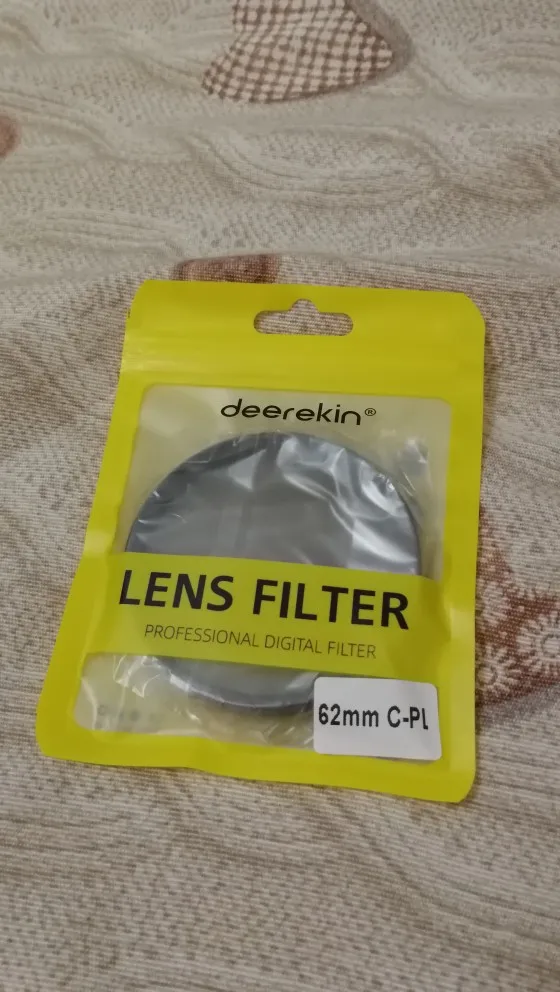 deerekin®
LENS FILTER
PROFESSIONAL DIGITAL FILTER
62mm C-PL